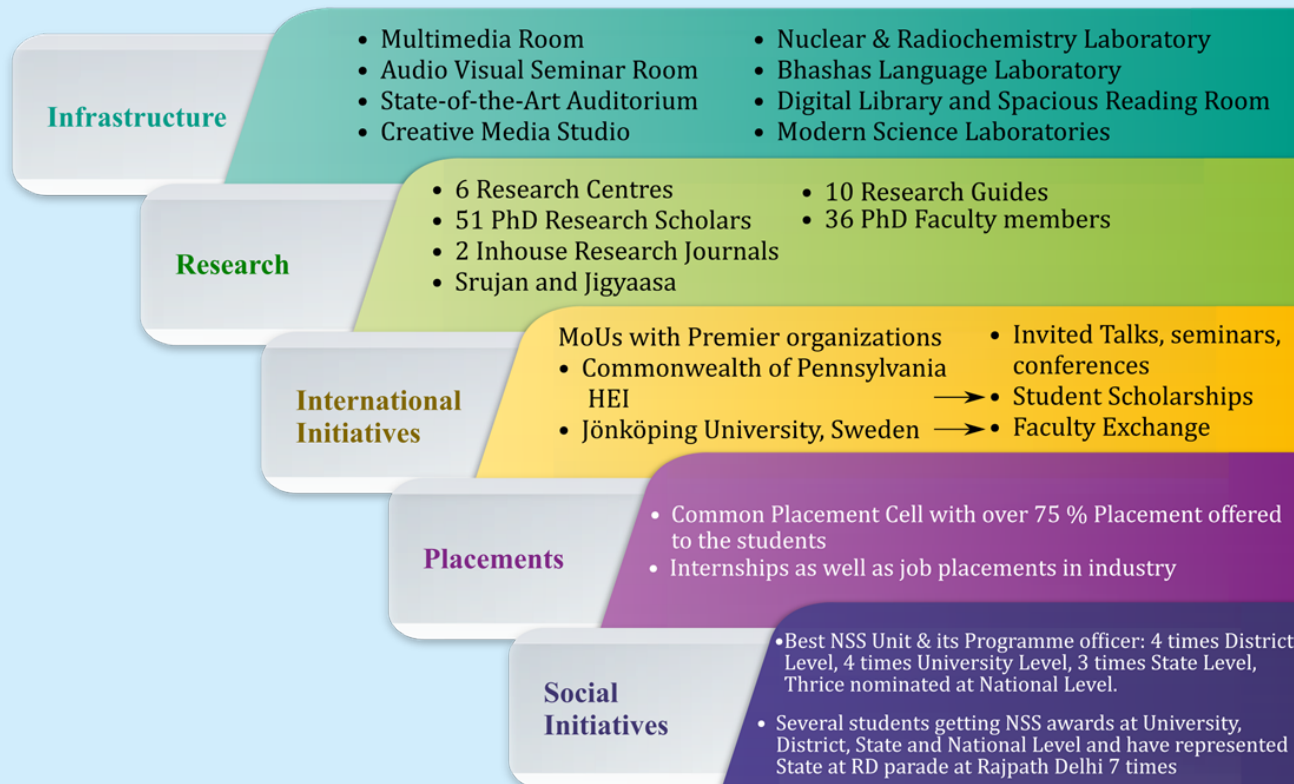 Infrastructure
• Multimedia Room
• Audio Visual Seminar Room
• State-of-the-Art Auditorium
• Creative Media Studio
• Nuclear & Radiochemistry Laboratory
• Bhashas Language Laboratory
• Digital Library and Spacious Reading Room
• Modern Science Laboratories
Research
• 6 Research Centres
• 51 PhD Research Scholars
• 2 Inhouse Research Journals
• Srujan and Jigyaasa
• 10 Research Guides
• 36 PhD Faculty members
International
Initiatives
MoUs with Premier organizations
• Commonwealth of Pennsylvania
HEI
• Jönköping University, Sweden
• Invited Talks, seminars,
conferences
• Student Scholarships
• Faculty Exchange
Placements
• Common Placement Cell with over 75 % Placement offered
to the students
• Internships as well as job placements in industry
Social
Initiatives
•Best NSS Unit & its Programme officer: 4 times District
Level, 4 times University Level, 3 times State Level,
Thrice nominated at National Level.
• Several students getting NSS awards at University,
District, State and National Level and have represented
State at RD parade at Rajpath Delhi 7 times